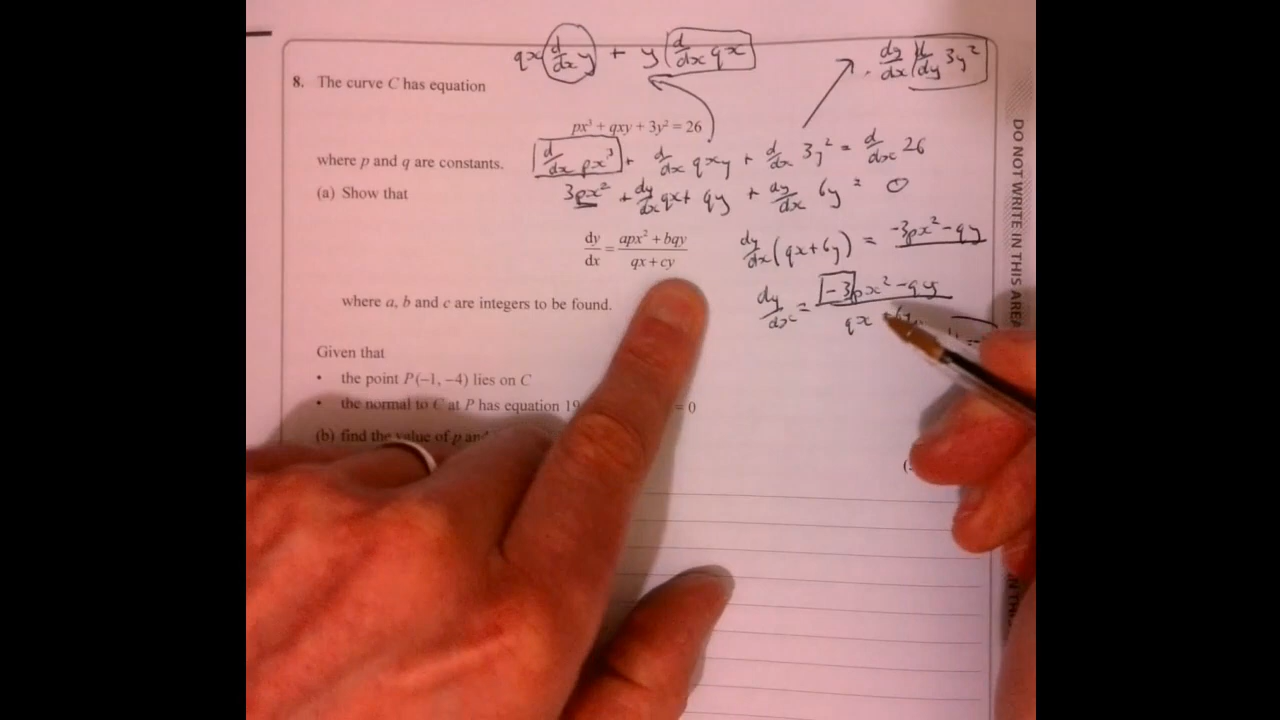 qx d/dx y + y d/dx qx
dy/dx d/dy 3y²
8. The curve C has equation
px³ + qxy + 3y² = 26
d/dx px³ + d/dx qxy + d/dx 3y² = d/dx 26
where p and q are constants.
3px² + dy/dx qx + qy + dy/dx 6y = 0
(a) Show that
dy/dx = (apx² + bqy)/(qx + cy)
dy/dx (qx+6y) = -3px² - qy
dy/dx = (-3px² - qy)/(qx + 6y)
where a, b and c are integers to be found.
Given that
• the point P(−1, −4) lies on C
• the normal to C at P has equation 19 = 0
(b) find the value of p and
DO NOT WRITE IN THIS AREA
IN THIS